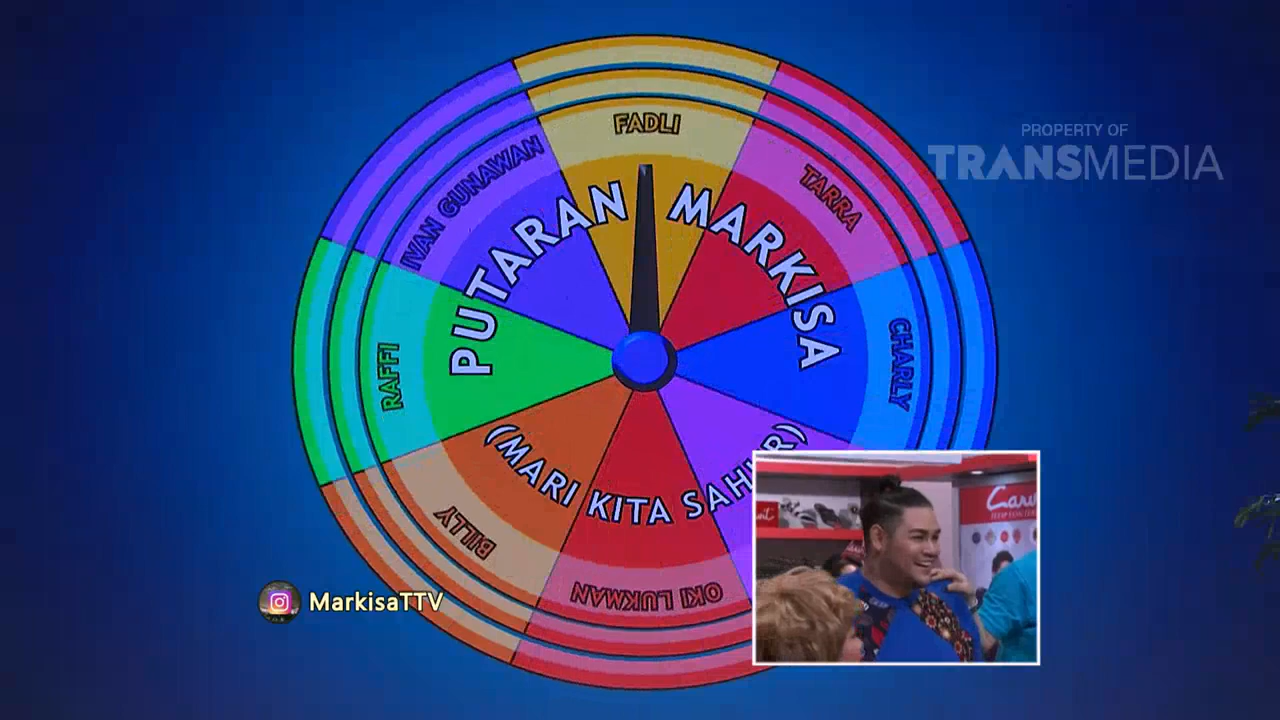 PROPERTY OF
TRANSMEDIA
FADLI
TARRA
CHARLY
OKI LUKMAN
BILLY
RAFFI
IVAN GUNAWAN
PUTARAN MARKISA
(MARI KITA SAHUR)
MarkisaTTV